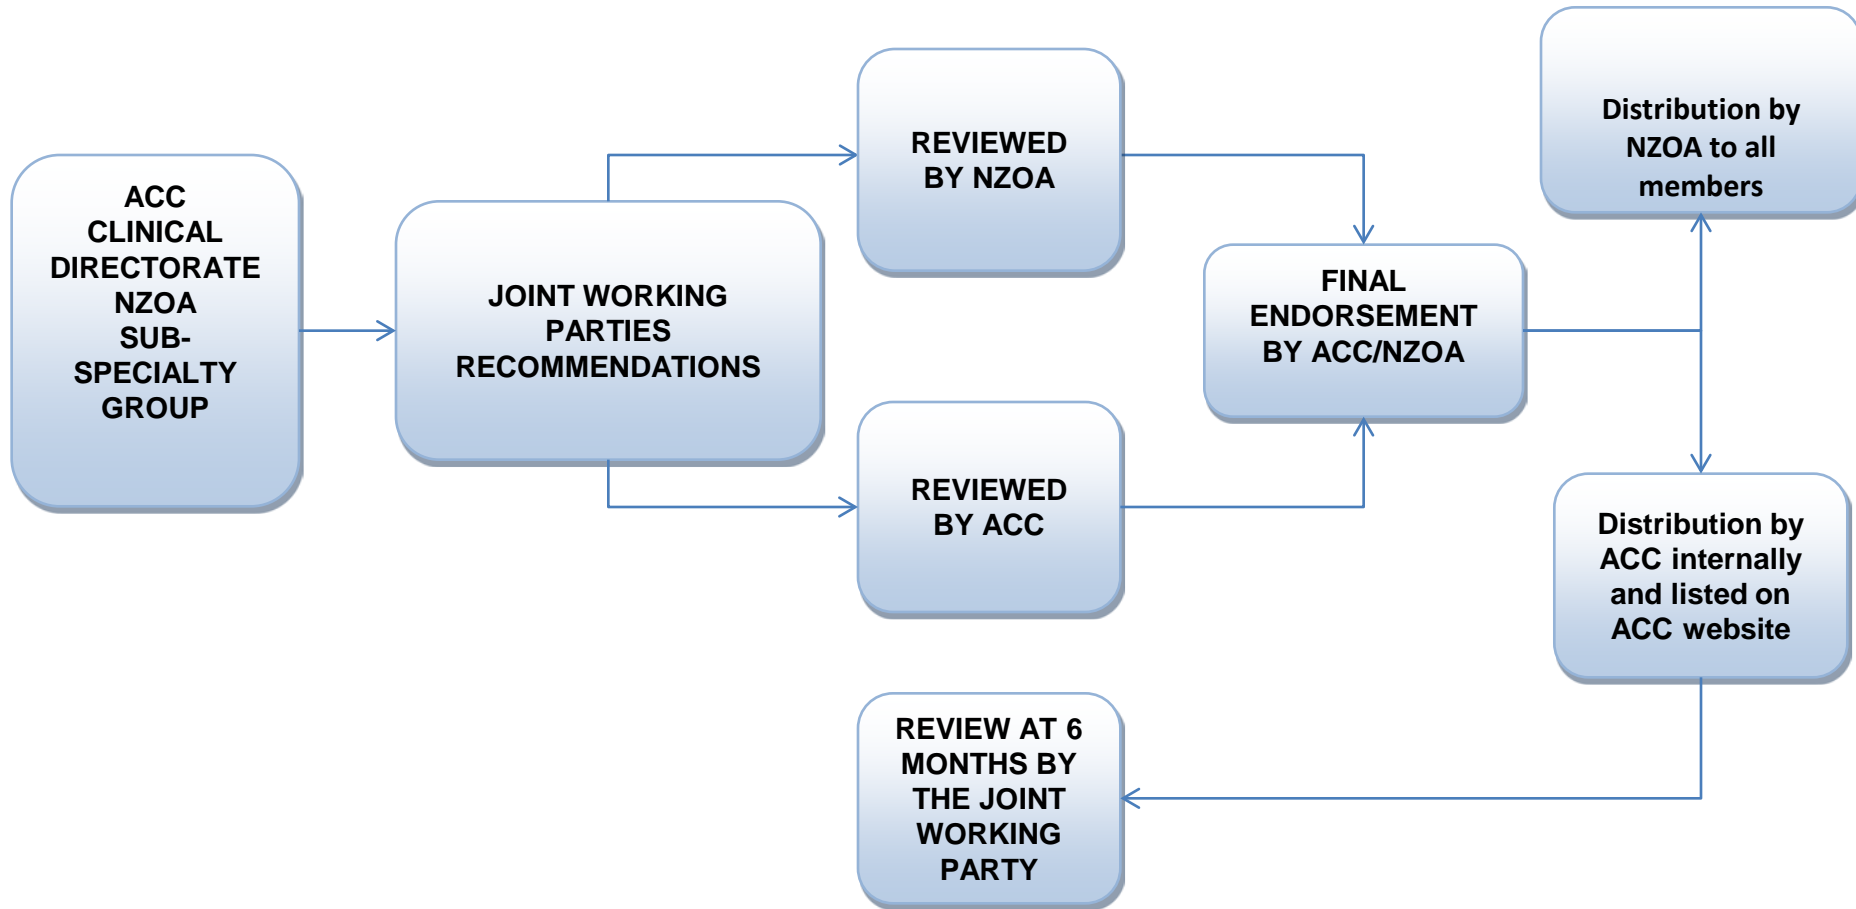 ACC
CLINICAL
DIRECTORATE
NZOA
SUB-
SPECIALTY
GROUP
JOINT WORKING
PARTIES
RECOMMENDATIONS
REVIEWED
BY NZOA
REVIEWED
BY ACC
FINAL
ENDORSEMENT
BY ACC/NZOA
Distribution by
NZOA to all
members
Distribution by
ACC internally
and listed on
ACC website
REVIEW AT 6
MONTHS BY
THE JOINT
WORKING
PARTY